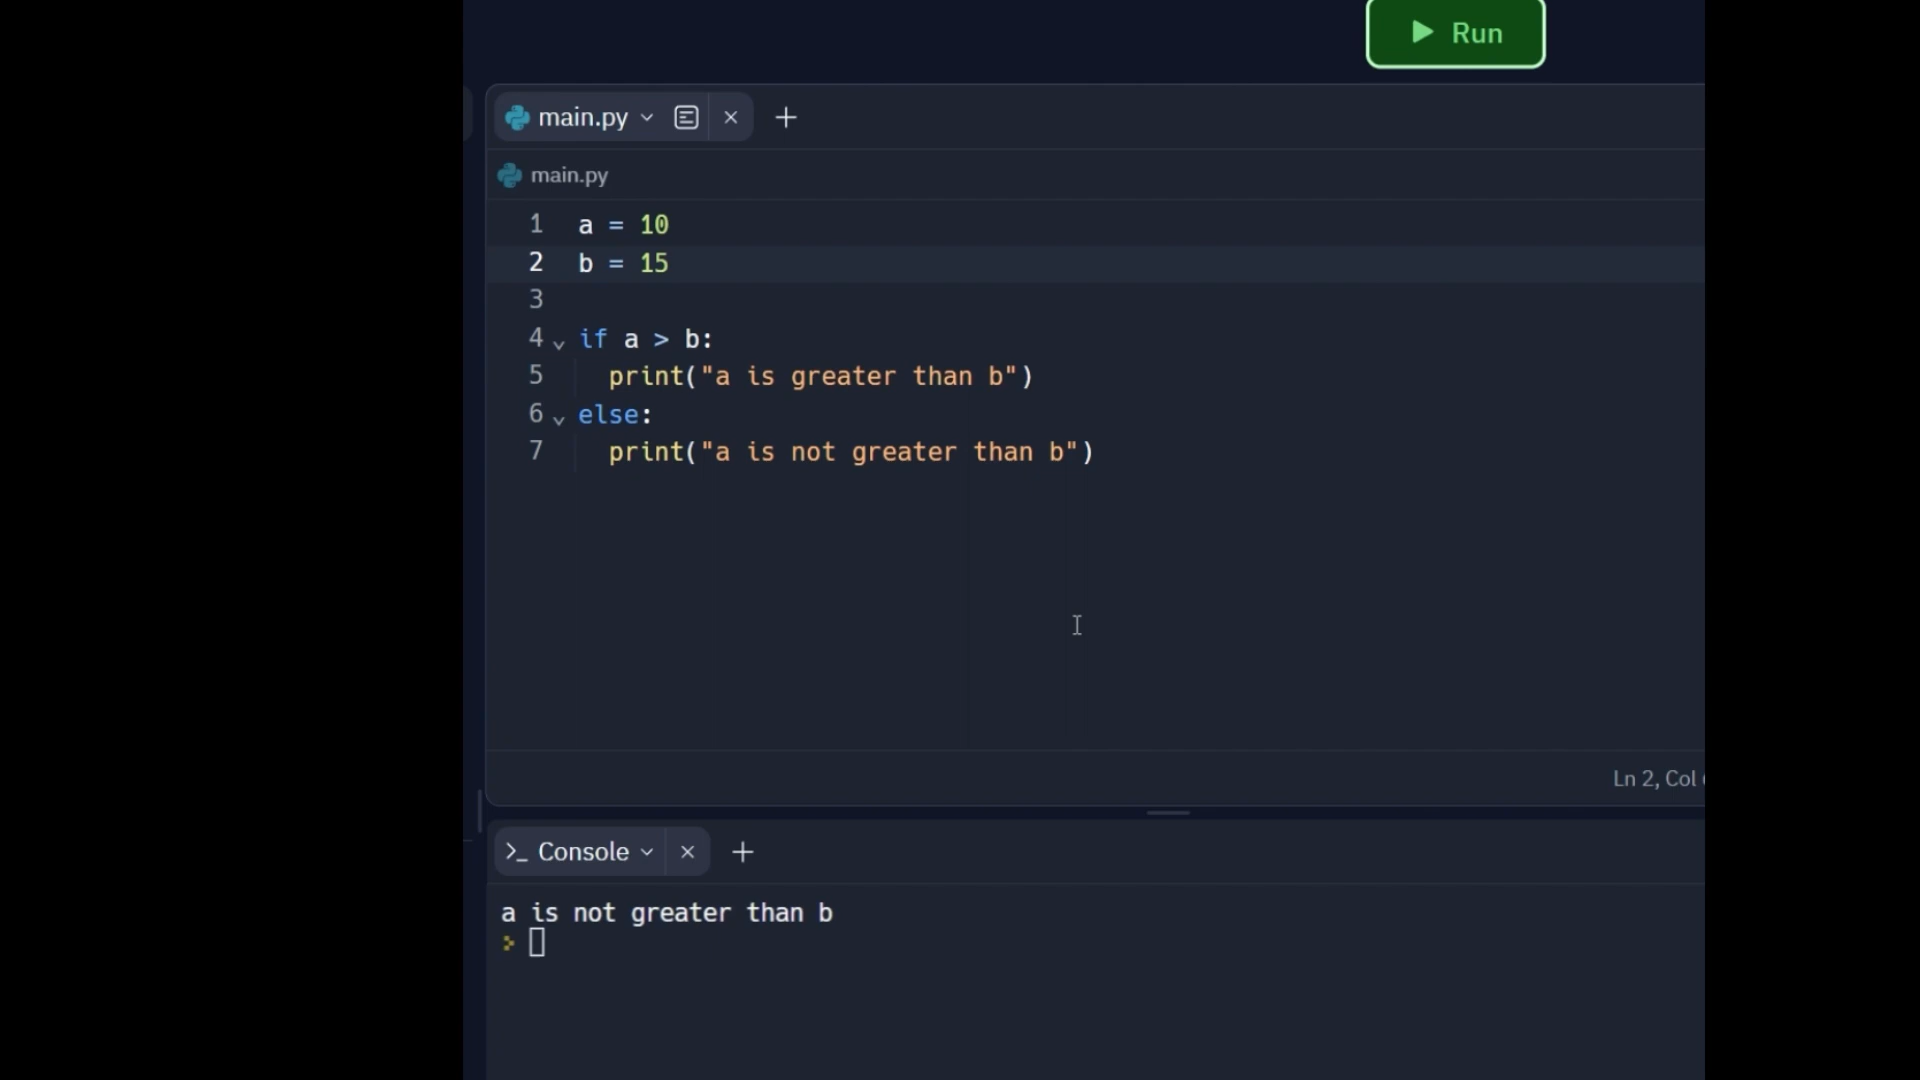 Run
main.py
main.py
1 a = 10
2 b = 15
3
4 if a > b:
5 print("a is greater than b")
6 else:
7 print("a is not greater than b")
Ln 2, Col
>_ Console
a is not greater than b
>